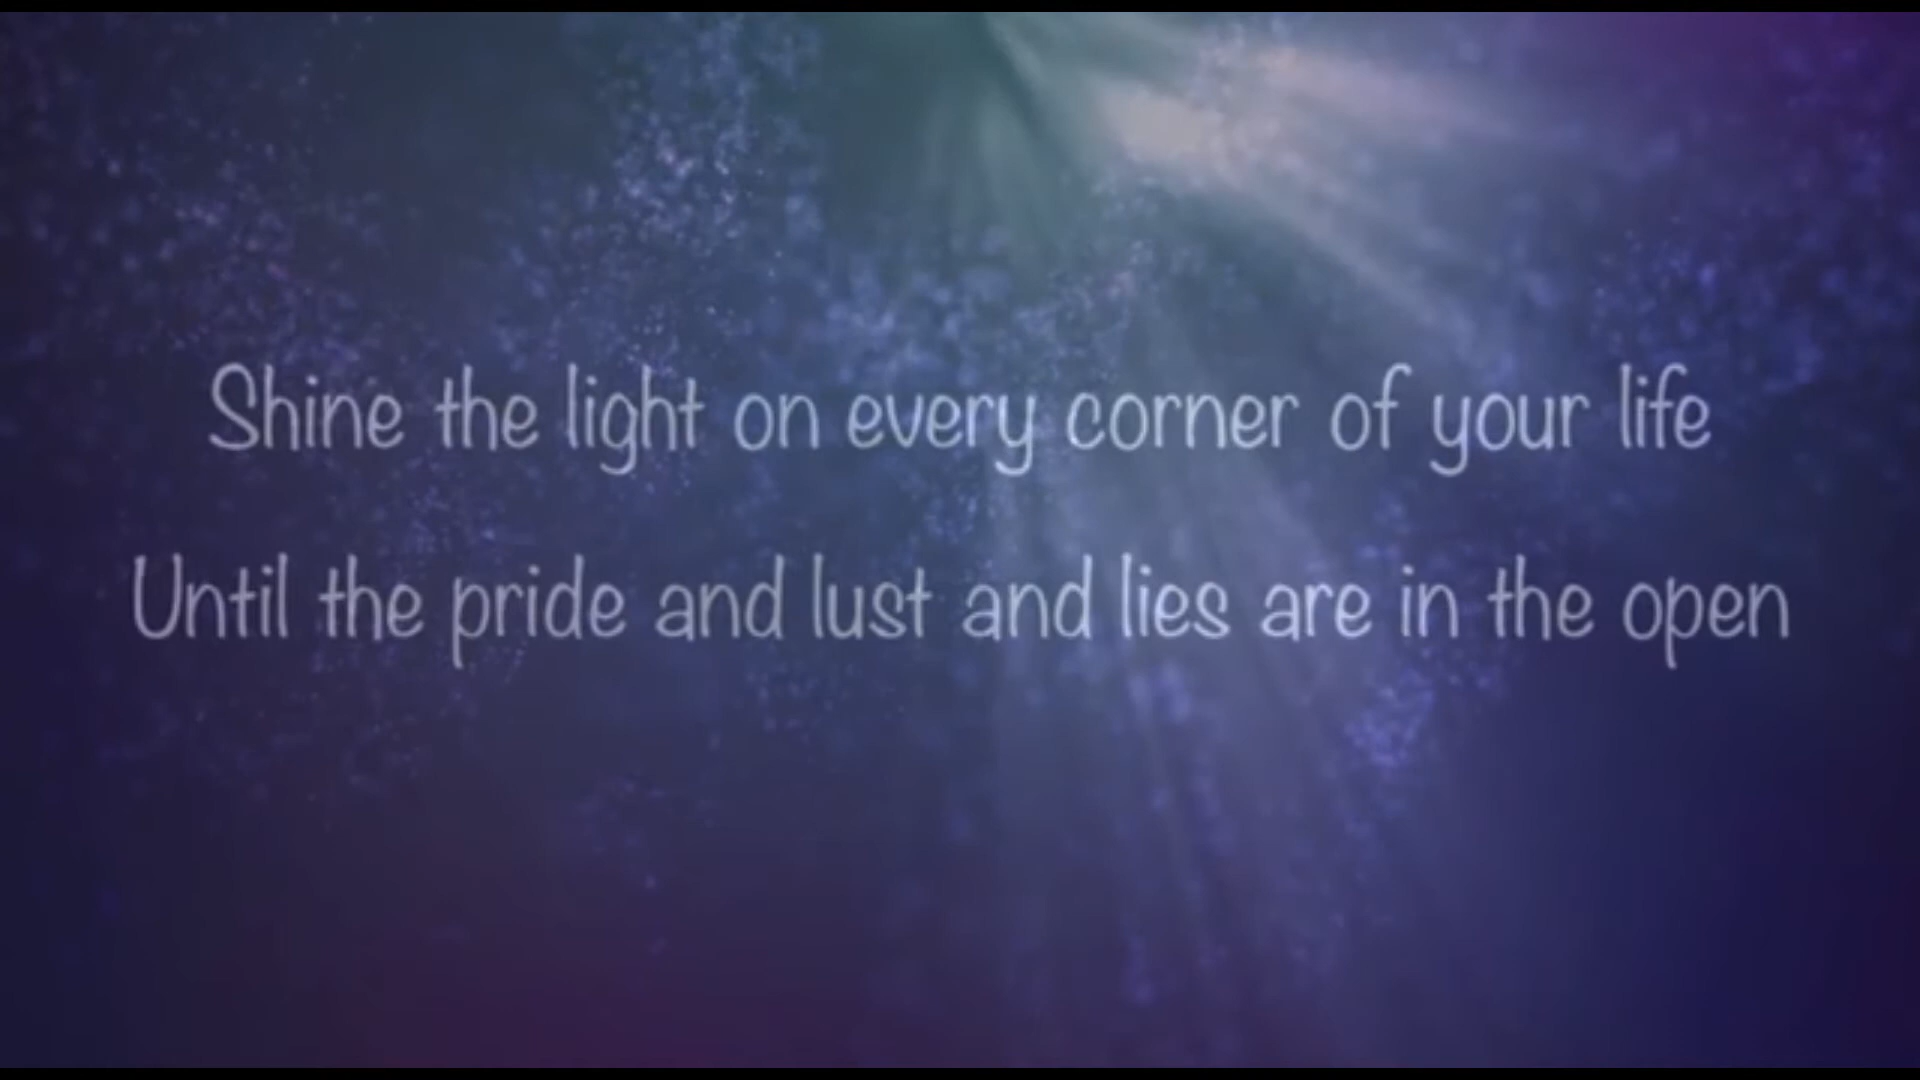 Shine the light on every corner of your life
Until the pride and lust and lies are in the open